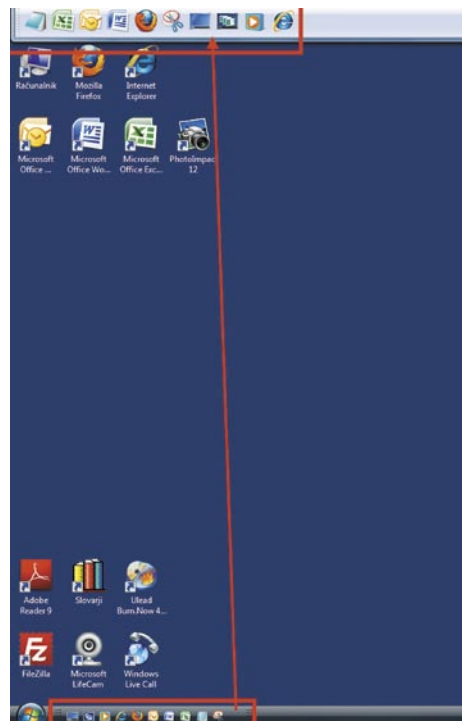 Računalnik
Mozilla
Firefox
Internet
Explorer
Microsoft
Office ...
Microsoft
Office Wo...
Microsoft
Office Exc...
PhotoImpac
12
Adobe
Reader 9
Slovarji
Ulead
Burn.Now 4...
FileZilla
Microsoft
LifeCam
Windows
Live Call